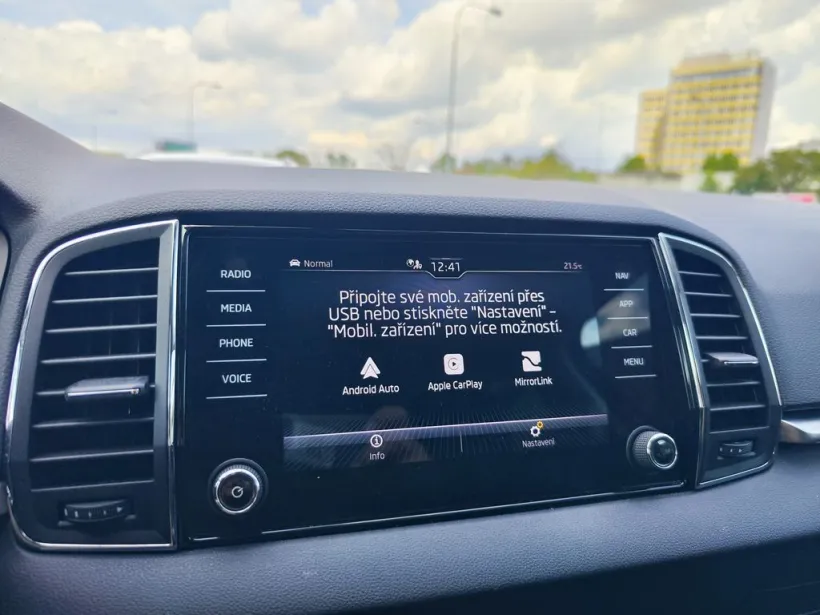 Normal
12:41
21.5°C
RADIO
MEDIA
PHONE
VOICE
Připojte své mob. zařízení přes
USB nebo stiskněte "Nastavení" –
"Mobil. zařízení" pro více možností.
Android Auto
Apple CarPlay
MirrorLink
Info
Nastavení
NAV
APP
CAR
MENU